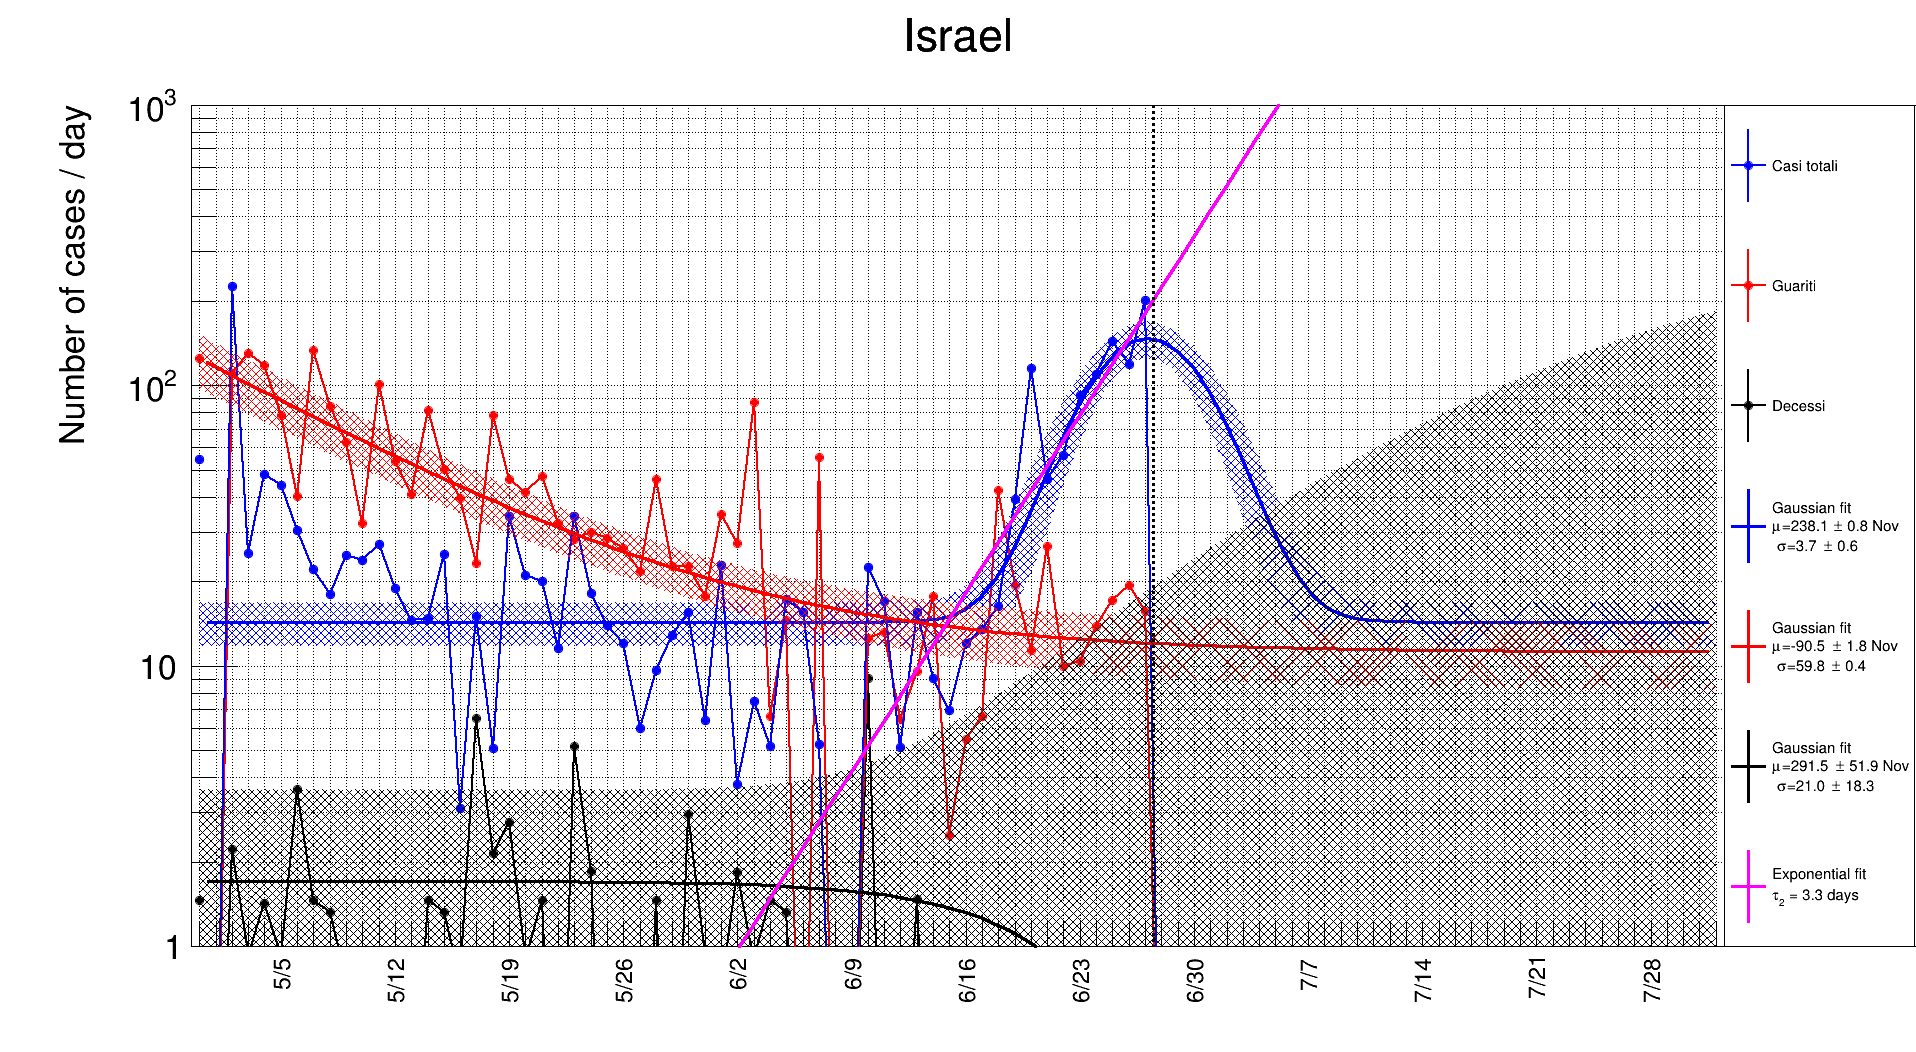 Israel
Number of cases / day
10³
10²
10
1
5/5
5/12
5/19
5/26
6/2
6/9
6/16
6/23
6/30
7/7
7/14
7/21
7/28
Casi totali
Guariti
Decessi
Gaussian fit
μ=238.1 ± 0.8 Nov
σ=3.7 ± 0.6
Gaussian fit
μ=-90.5 ± 1.8 Nov
σ=59.8 ± 0.4
Gaussian fit
μ=291.5 ± 51.9 Nov
σ=21.0 ± 18.3
Exponential fit
τ₂ = 3.3 days